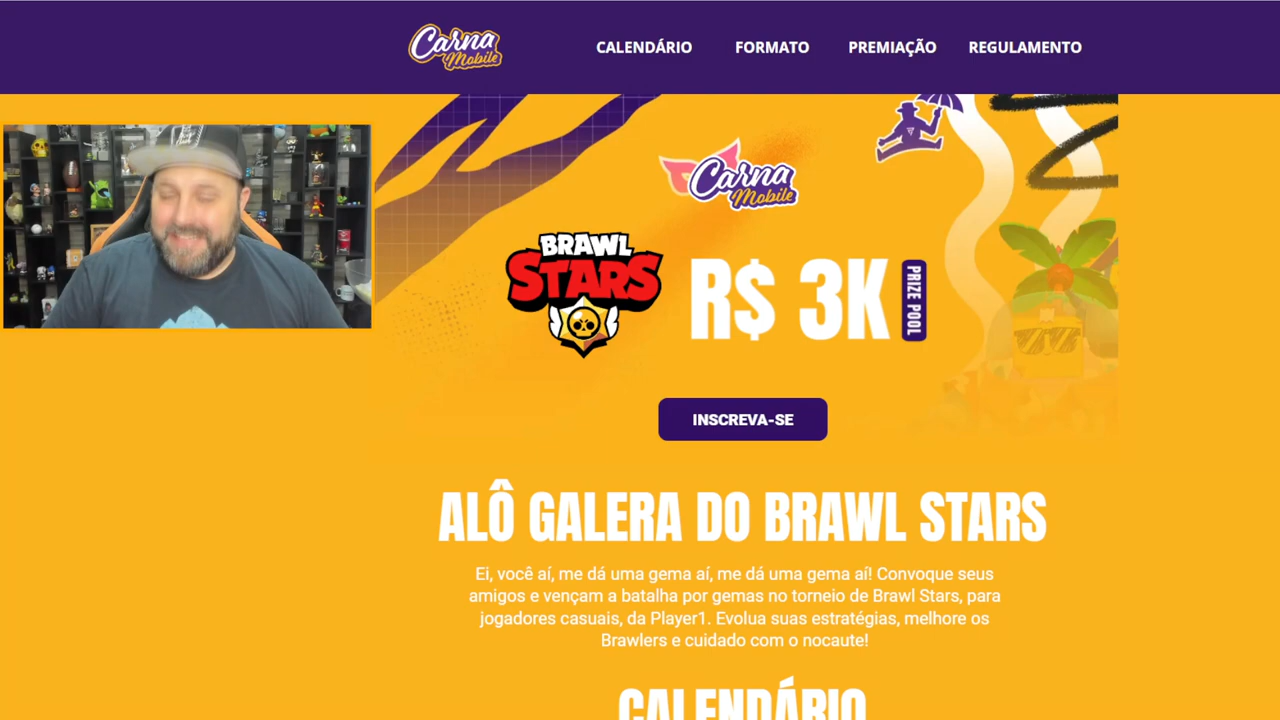 Carna
Mobile
CALENDÁRIO
FORMATO
PREMIAÇÃO
REGULAMENTO
Carna
Mobile
BRAWL
STARS
R$ 3K
PRIZE POOL
INSCREVA-SE
ALÔ GALERA DO BRAWL STARS
Ei, você aí, me dá uma gema aí, me dá uma gema aí! Convoque seus
amigos e vençam a batalha por gemas no torneio de Brawl Stars, para
jogadores casuais, da Player1. Evolua suas estratégias, melhore os
Brawlers e cuidado com o nocaute!
CALENDÁRIO